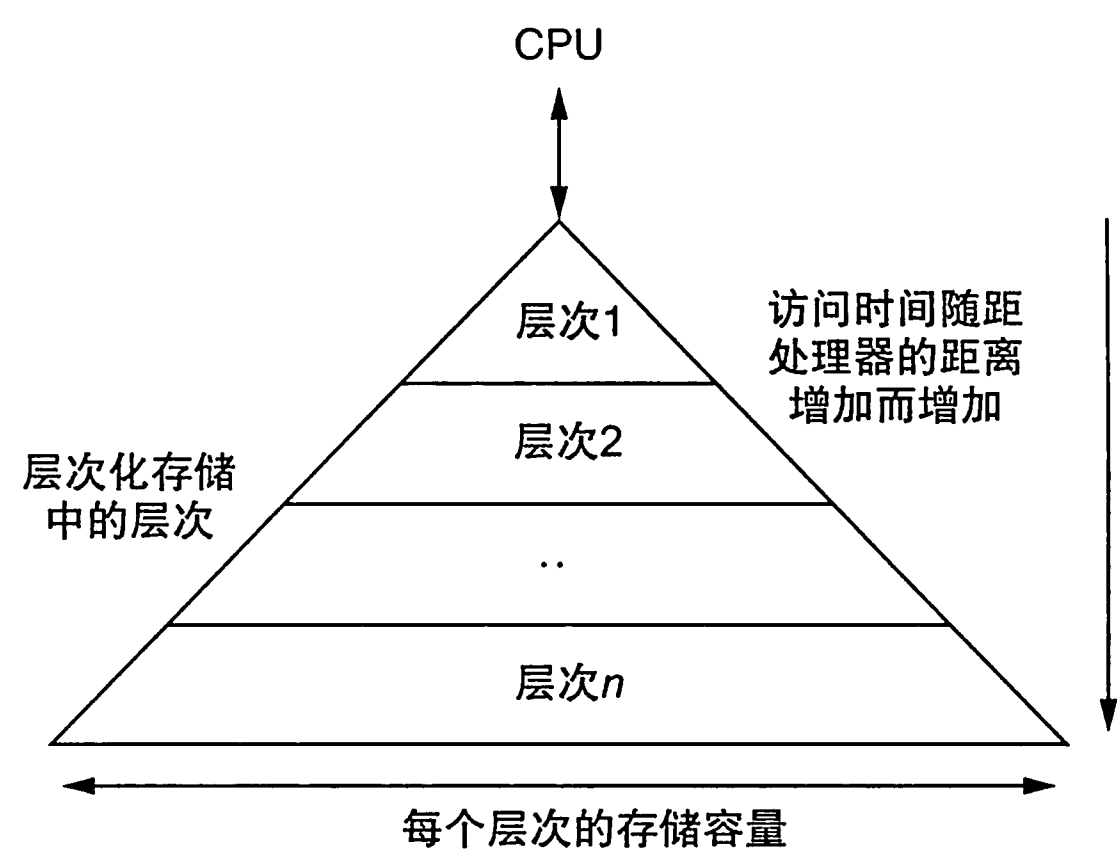 CPU
层次1
访问时间随距
处理器的距离
增加而增加
层次2
层次化存储
中的层次
..
层次n
每个层次的存储容量